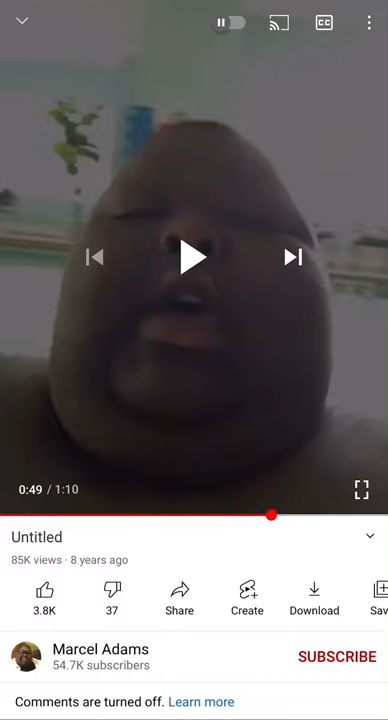 CC
0:49 / 1:10
Untitled
85K views · 8 years ago
3.8K 37 Share Create Download Sav
Marcel Adams
54.7K subscribers
SUBSCRIBE
Comments are turned off. Learn more